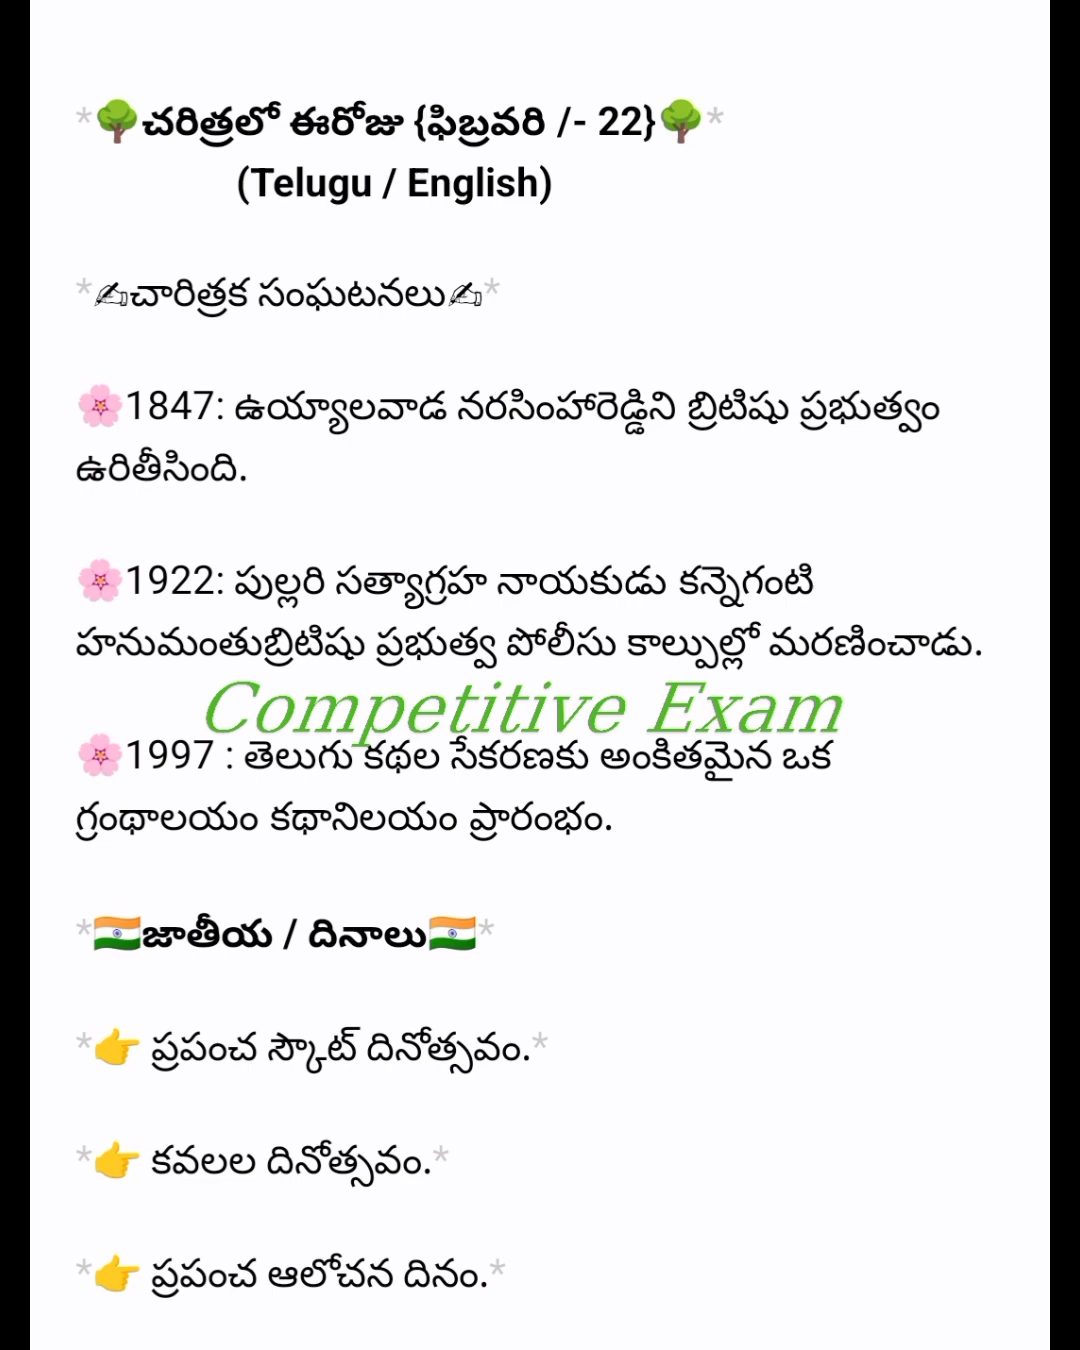 *🌳చరిత్రలో ఈరోజు {ఫిబ్రవరి /- 22}🌳*
(Telugu / English)
*✍చారిత్రక సంఘటనలు✍*
🌸1847: ఉయ్యాలవాడ నరసింహారెడ్డిని బ్రిటిషు ప్రభుత్వం
ఉరితీసింది.
🌸1922: పుల్లరి సత్యాగ్రహ నాయకుడు కన్నెగంటి
హనుమంతుబ్రిటిషు ప్రభుత్వ పోలీసు కాల్పుల్లో మరణించాడు.
Competitive Exam
🌸1997 : తెలుగు కథల సేకరణకు అంకితమైన ఒక
గ్రంథాలయం కథానిలయం ప్రారంభం.
*🇮🇳జాతీయ / దినాలు🇮🇳*
*👉 ప్రపంచ స్కౌట్ దినోత్సవం.*
*👉 కవలల దినోత్సవం.*
*👉 ప్రపంచ ఆలోచన దినం.*